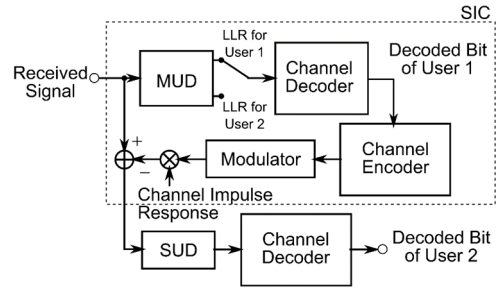 SIC
LLR for
User 1
Received
Signal
MUD
LLR for
User 2
Channel
Decoder
Decoded Bit
of User 1
+
−
Modulator
Channel
Encoder
Channel Impulse
Response
SUD
Channel
Decoder
Decoded Bit
of User 2